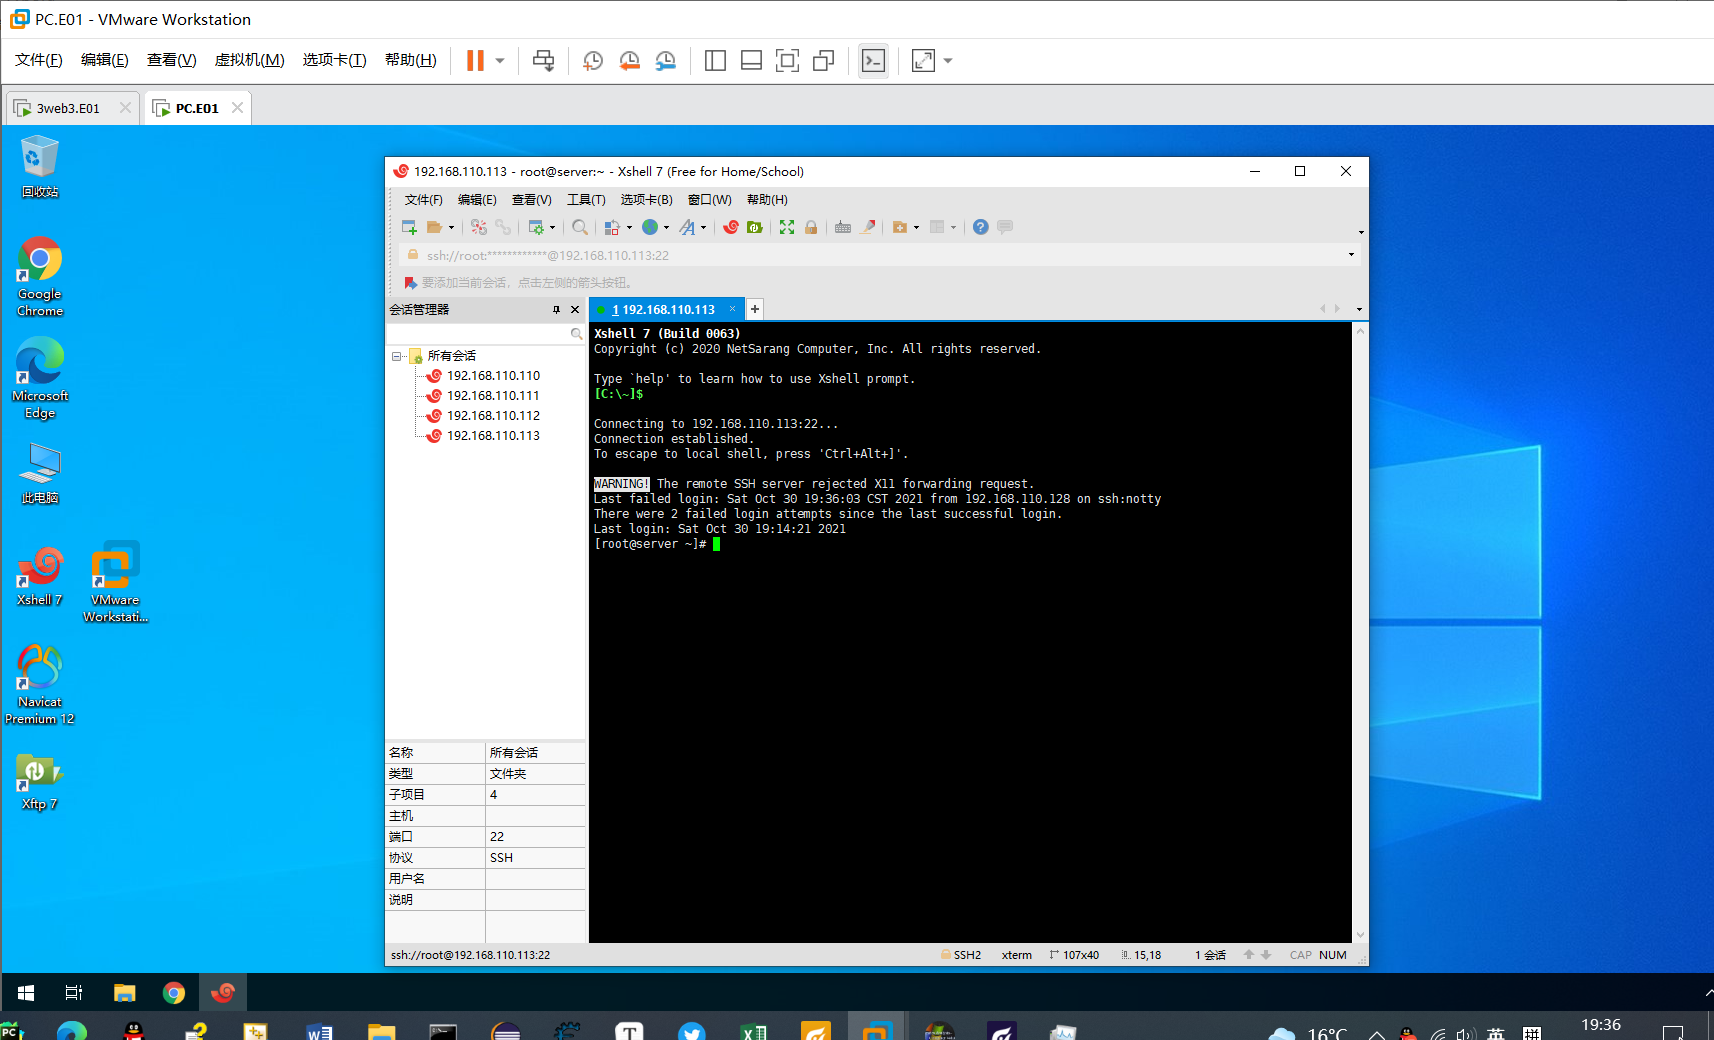 PC.E01 - VMware Workstation
文件(F) 编辑(E) 查看(V) 虚拟机(M) 选项卡(T) 帮助(H)
3web3.E01
PC.E01
回收站
Google
Chrome
Microsoft
Edge
此电脑
Xshell 7
VMware
Workstati...
Navicat
Premium 12
Xftp 7
192.168.110.113 - root@server:~ - Xshell 7 (Free for Home/School)
文件(F) 编辑(E) 查看(V) 工具(T) 选项卡(B) 窗口(W) 帮助(H)
ssh://root:************@192.168.110.113:22
要添加当前会话，点击左侧的箭头按钮。
会话管理器
1 192.168.110.113
所有会话
192.168.110.110
192.168.110.111
192.168.110.112
192.168.110.113
名称 所有会话
类型 文件夹
子项目 4
主机
端口 22
协议 SSH
用户名
说明
Xshell 7 (Build 0063)
Copyright (c) 2020 NetSarang Computer, Inc. All rights reserved.
Type `help' to learn how to use Xshell prompt.
[C:\~]$
Connecting to 192.168.110.113:22...
Connection established.
To escape to local shell, press 'Ctrl+Alt+]'.
WARNING! The remote SSH server rejected X11 forwarding request.
Last failed login: Sat Oct 30 19:36:03 CST 2021 from 192.168.110.128 on ssh:notty
There were 2 failed login attempts since the last successful login.
Last login: Sat Oct 30 19:14:21 2021
[root@server ~]#
ssh://root@192.168.110.113:22 SSH2 xterm 107x40 15,18 1 会话 CAP NUM
16°C 英 拼 19:36